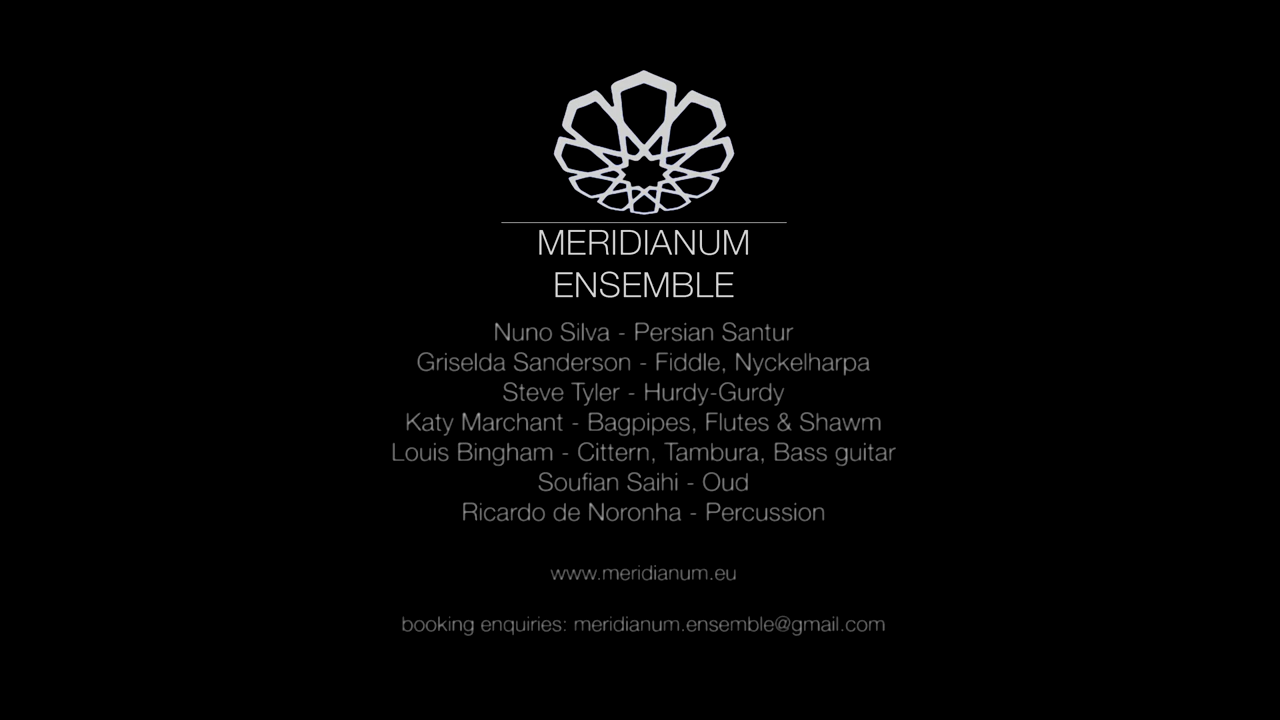 MERIDIANUM
ENSEMBLE
Nuno Silva - Persian Santur
Griselda Sanderson - Fiddle, Nyckelharpa
Steve Tyler - Hurdy-Gurdy
Katy Marchant - Bagpipes, Flutes & Shawm
Louis Bingham - Cittern, Tambura, Bass guitar
Soufian Saihi - Oud
Ricardo de Noronha - Percussion
www.meridianum.eu
booking enquiries: meridianum.ensemble@gmail.com